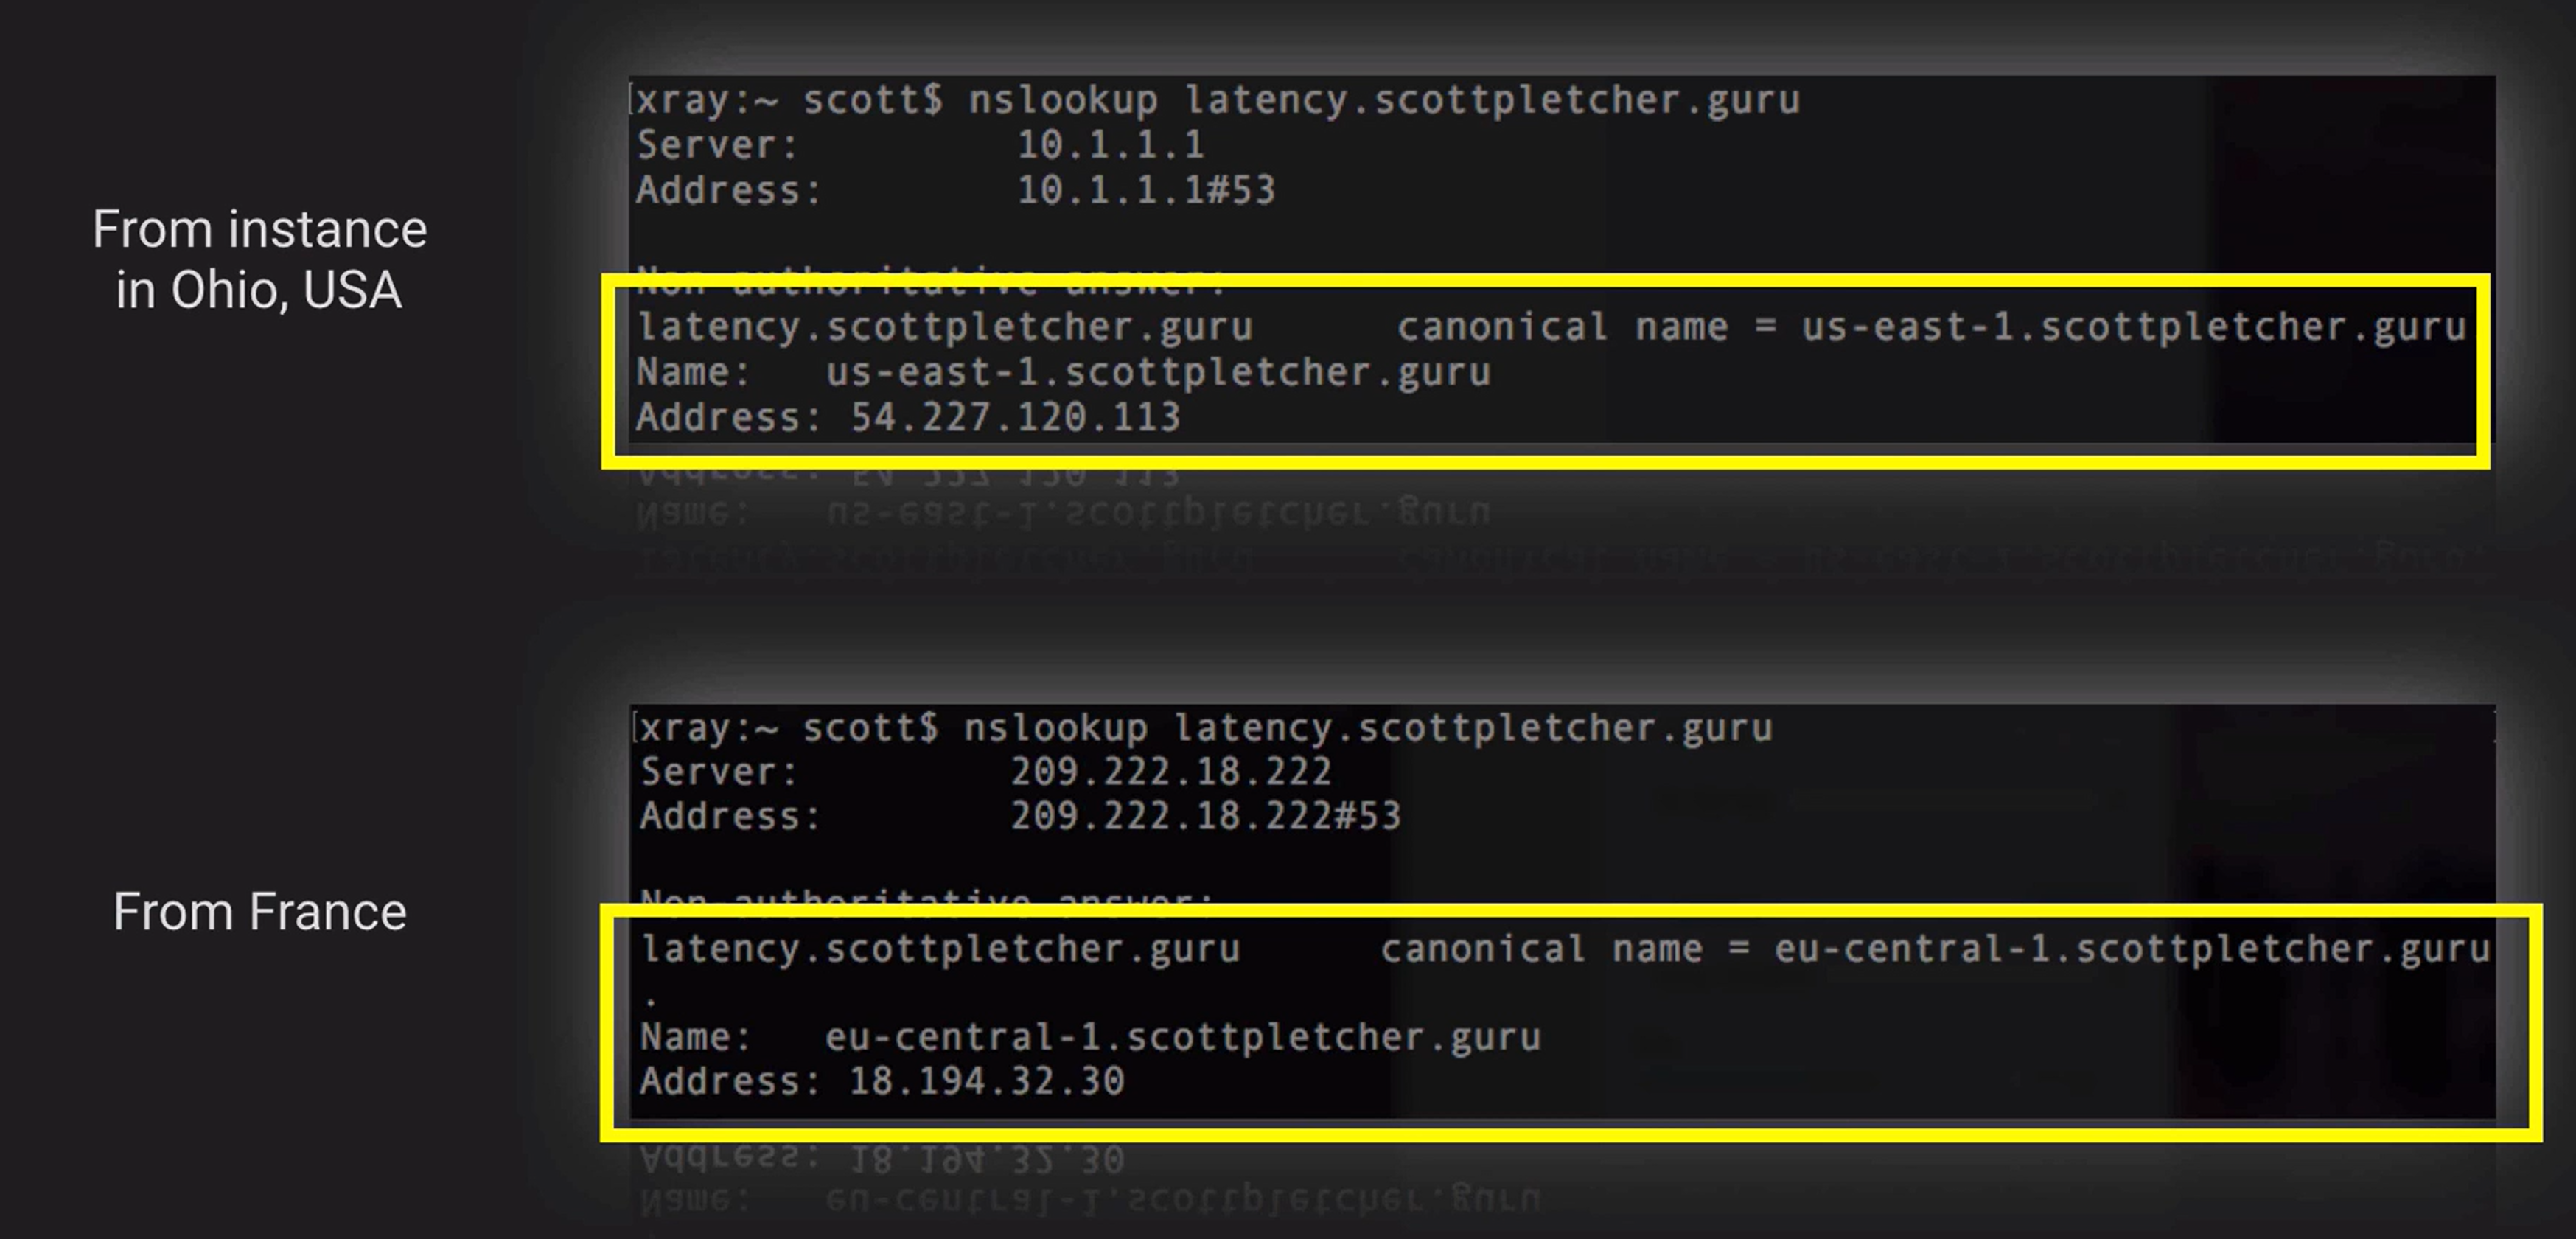 From instance
in Ohio, USA
xray:~ scott$ nslookup latency.scottpletcher.guru
Server: 10.1.1.1
Address: 10.1.1.1#53
Non-authoritative answer:
latency.scottpletcher.guru canonical name = us-east-1.scottpletcher.guru
Name: us-east-1.scottpletcher.guru
Address: 54.227.120.113
From France
xray:~ scott$ nslookup latency.scottpletcher.guru
Server: 209.222.18.222
Address: 209.222.18.222#53
Non-authoritative answer:
latency.scottpletcher.guru canonical name = eu-central-1.scottpletcher.guru
.
Name: eu-central-1.scottpletcher.guru
Address: 18.194.32.30